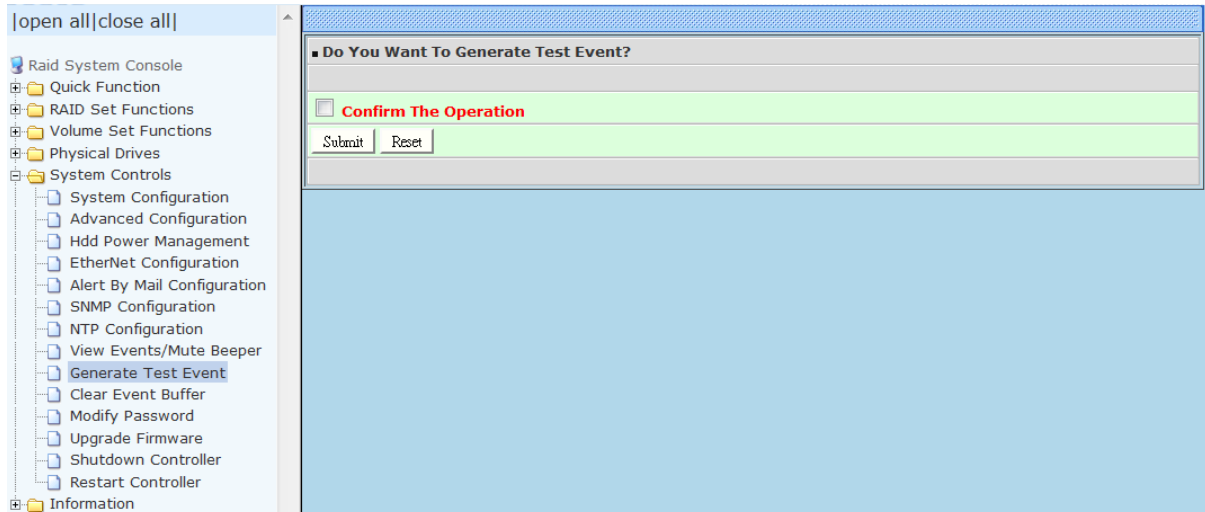 |open all|close all|
Raid System Console
Quick Function
RAID Set Functions
Volume Set Functions
Physical Drives
System Controls
System Configuration
Advanced Configuration
Hdd Power Management
EtherNet Configuration
Alert By Mail Configuration
SNMP Configuration
NTP Configuration
View Events/Mute Beeper
Generate Test Event
Clear Event Buffer
Modify Password
Upgrade Firmware
Shutdown Controller
Restart Controller
Information
Do You Want To Generate Test Event?
Confirm The Operation
Submit Reset